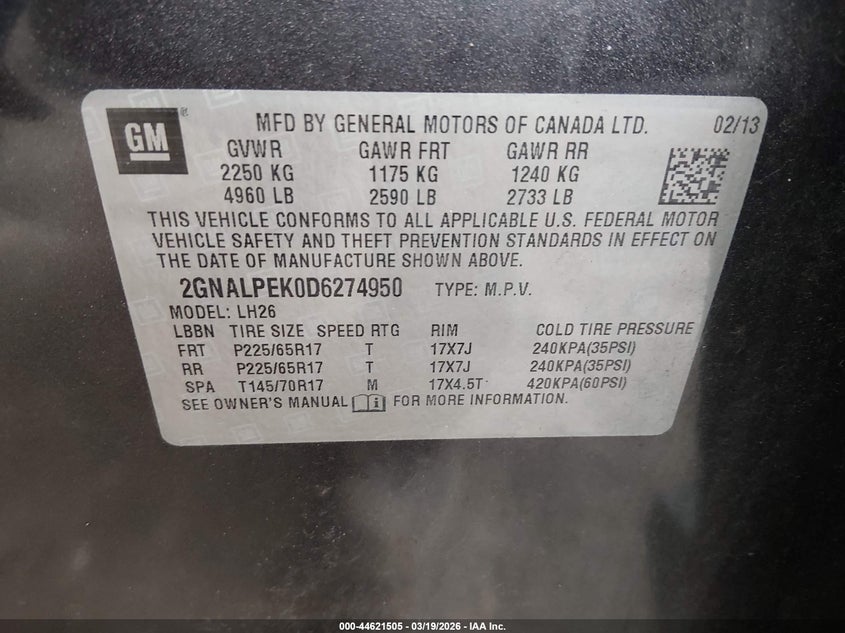 GM ®
MFD BY GENERAL MOTORS OF CANADA LTD. 02/13
GVWR GAWR FRT GAWR RR
2250 KG 1175 KG 1240 KG
4960 LB 2590 LB 2733 LB
THIS VEHICLE CONFORMS TO ALL APPLICABLE U.S. FEDERAL MOTOR
VEHICLE SAFETY AND THEFT PREVENTION STANDARDS IN EFFECT ON
THE DATE OF MANUFACTURE SHOWN ABOVE.
2GNALPEK0D6274950 TYPE: M.P.V.
MODEL: LH26
LBBN TIRE SIZE SPEED RTG RIM COLD TIRE PRESSURE
FRT P225/65R17 T 17X7J 240KPA(35PSI)
RR P225/65R17 T 17X7J 240KPA(35PSI)
SPA T145/70R17 M 17X4.5T 420KPA(60PSI)
SEE OWNER'S MANUAL i FOR MORE INFORMATION.
000-44621505 - 03/19/2026 - IAA Inc.